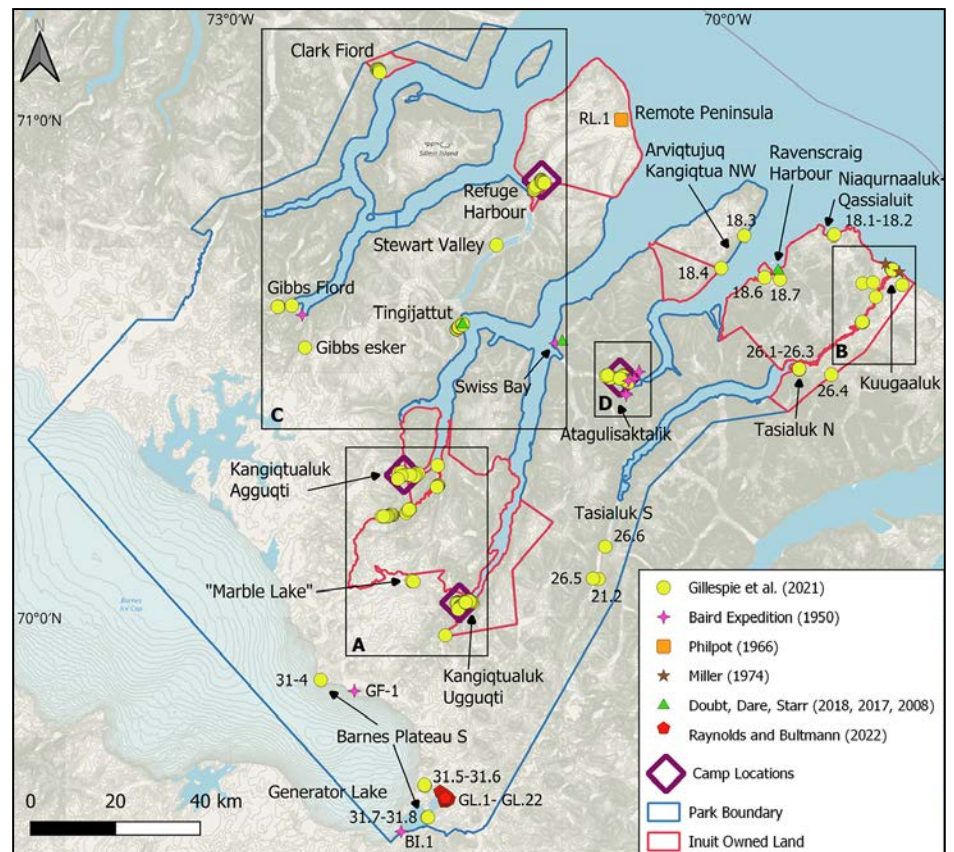 N
73°0'W
70°0'W
Clark Fiord
71°0'N
RL.1
Remote Peninsula
Arviqtujuq
Kangiqtua NW
Ravenscraig
Harbour
Niaqurnaaluk-
Qassialuit
18.1-18.2
Refuge
Harbour
18.3
Stewart Valley
18.4
18.6
18.7
Gibbs Fiord
Tingijattut
Gibbs esker
26.1-26.3
B
Swiss Bay
26.4
Kuugaaluk
D
C
Atagulisaktalik
Tasialuk N
Kangiqtualuk
Agguqti
Tasialuk S
26.6
"Marble Lake"
26.5
21.2
70°0'N
Barnes
Ice Cap
A
Kangiqtualuk
Ugguqti
31-4
GF-1
Barnes Plateau S
31.5-31.6
Generator Lake
GL.1- GL.22
31.7-31.8
BI.1
0 20 40 km
Gillespie et al. (2021)
Baird Expedition (1950)
Philpot (1966)
Miller (1974)
Doubt, Dare, Starr (2018, 2017, 2008)
Raynolds and Bultmann (2022)
Camp Locations
Park Boundary
Inuit Owned Land